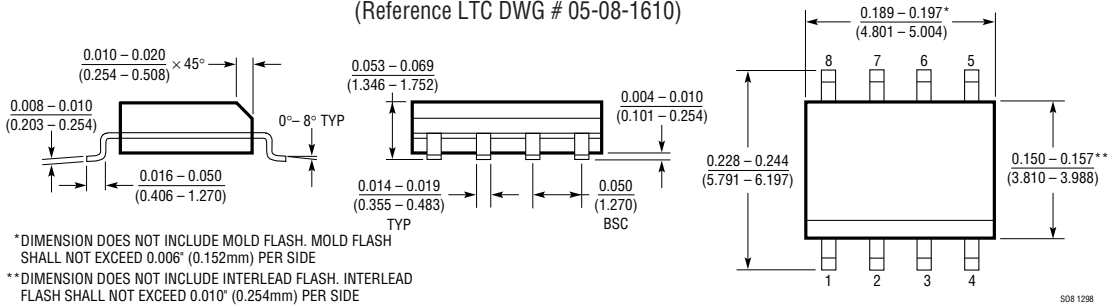 (Reference LTC DWG # 05-08-1610)
0.010 – 0.020
(0.254 – 0.508)
× 45°
0.008 – 0.010
(0.203 – 0.254)
0°– 8° TYP
0.016 – 0.050
(0.406 – 1.270)
0.053 – 0.069
(1.346 – 1.752)
0.004 – 0.010
(0.101 – 0.254)
0.014 – 0.019
(0.355 – 0.483)
TYP
0.050
(1.270)
BSC
0.189 – 0.197*
(4.801 – 5.004)
8 7 6 5
0.228 – 0.244
(5.791 – 6.197)
0.150 – 0.157**
(3.810 – 3.988)
1 2 3 4
*DIMENSION DOES NOT INCLUDE MOLD FLASH. MOLD FLASH
SHALL NOT EXCEED 0.006" (0.152mm) PER SIDE
**DIMENSION DOES NOT INCLUDE INTERLEAD FLASH. INTERLEAD
FLASH SHALL NOT EXCEED 0.010" (0.254mm) PER SIDE
SO8 1298